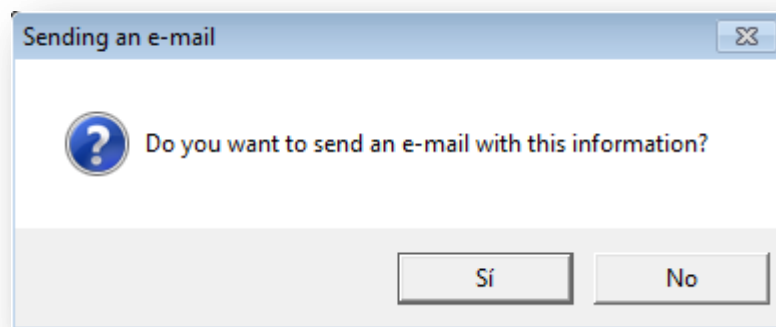 Sending an e-mail
Do you want to send an e-mail with this information?
Sí
No